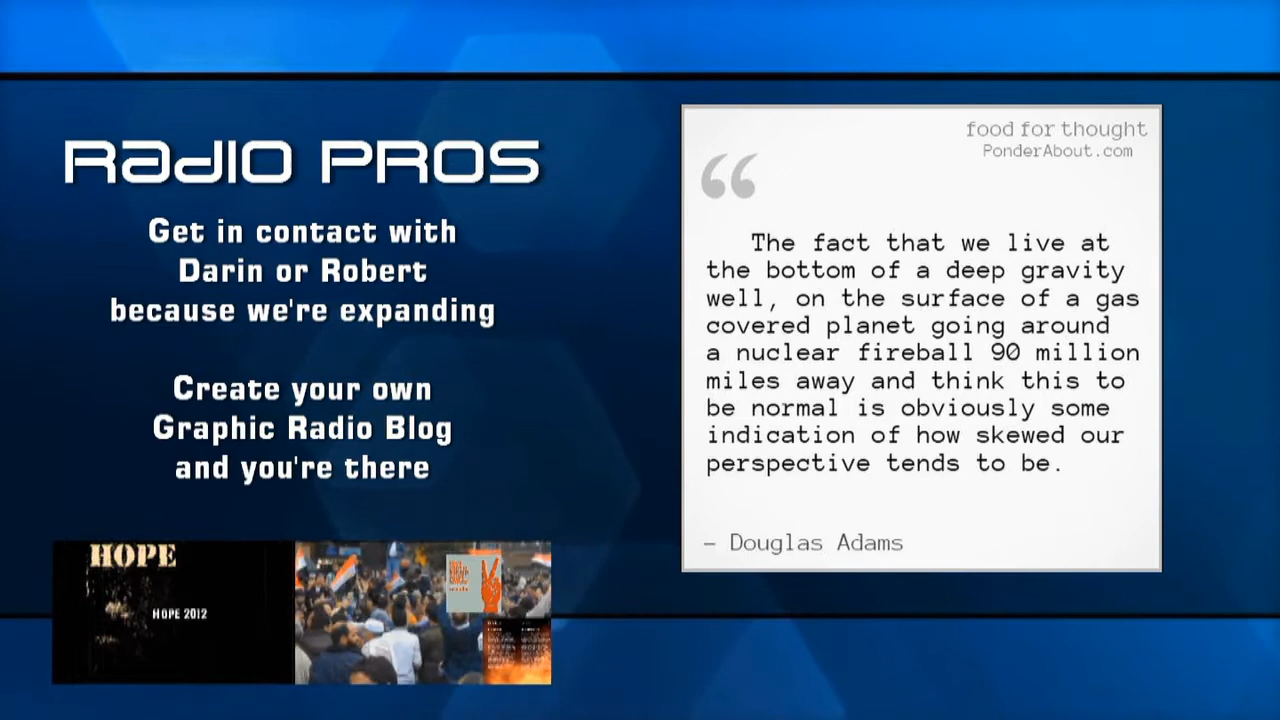 Radio Pros
Get in contact with
Darin or Robert
because we're expanding
Create your own
Graphic Radio Blog
and you're there
HOPE
HOPE 2012
food for thought
PonderAbout.com
“
The fact that we live at
the bottom of a deep gravity
well, on the surface of a gas
covered planet going around
a nuclear fireball 90 million
miles away and think this to
be normal is obviously some
indication of how skewed our
perspective tends to be.
– Douglas Adams